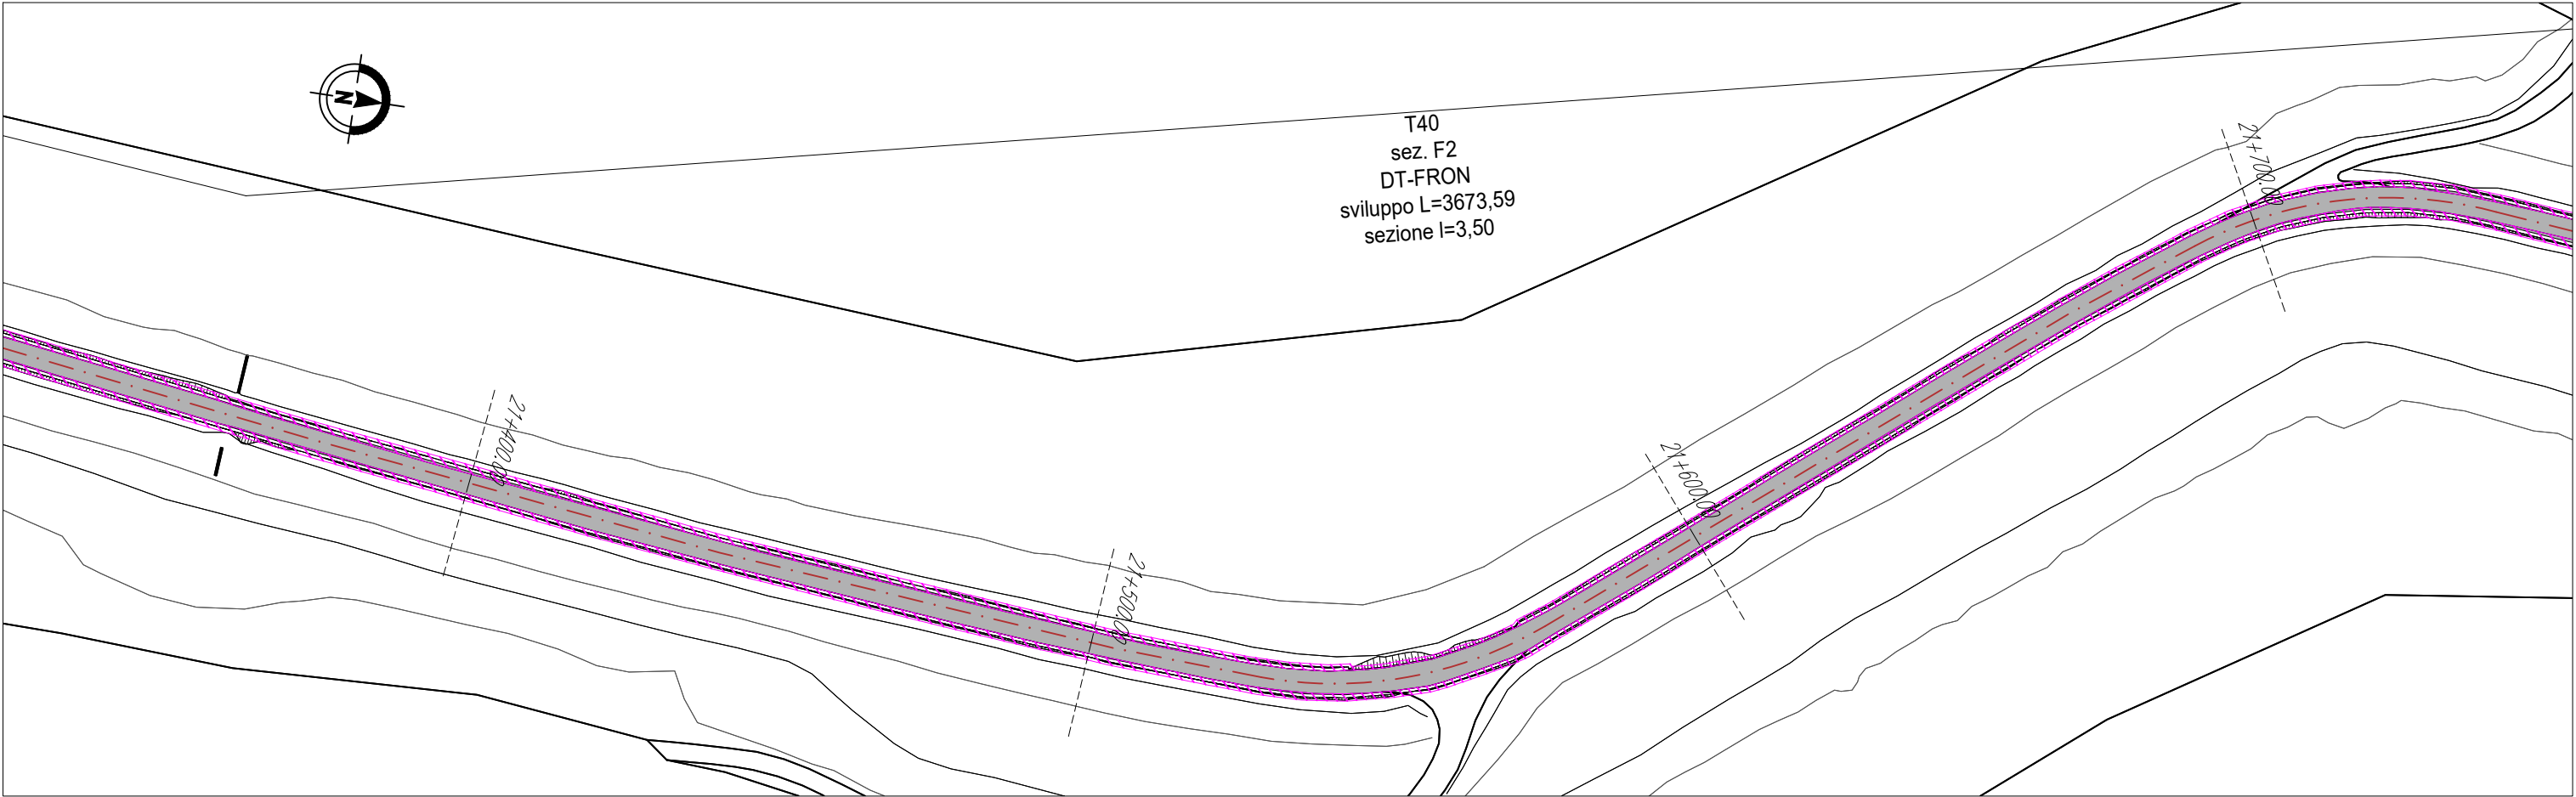 N
T40
sez. F2
DT-FRON
sviluppo L=3673,59
sezione l=3,50
21+700.00
21+400.00
21+600.00
21+500.00